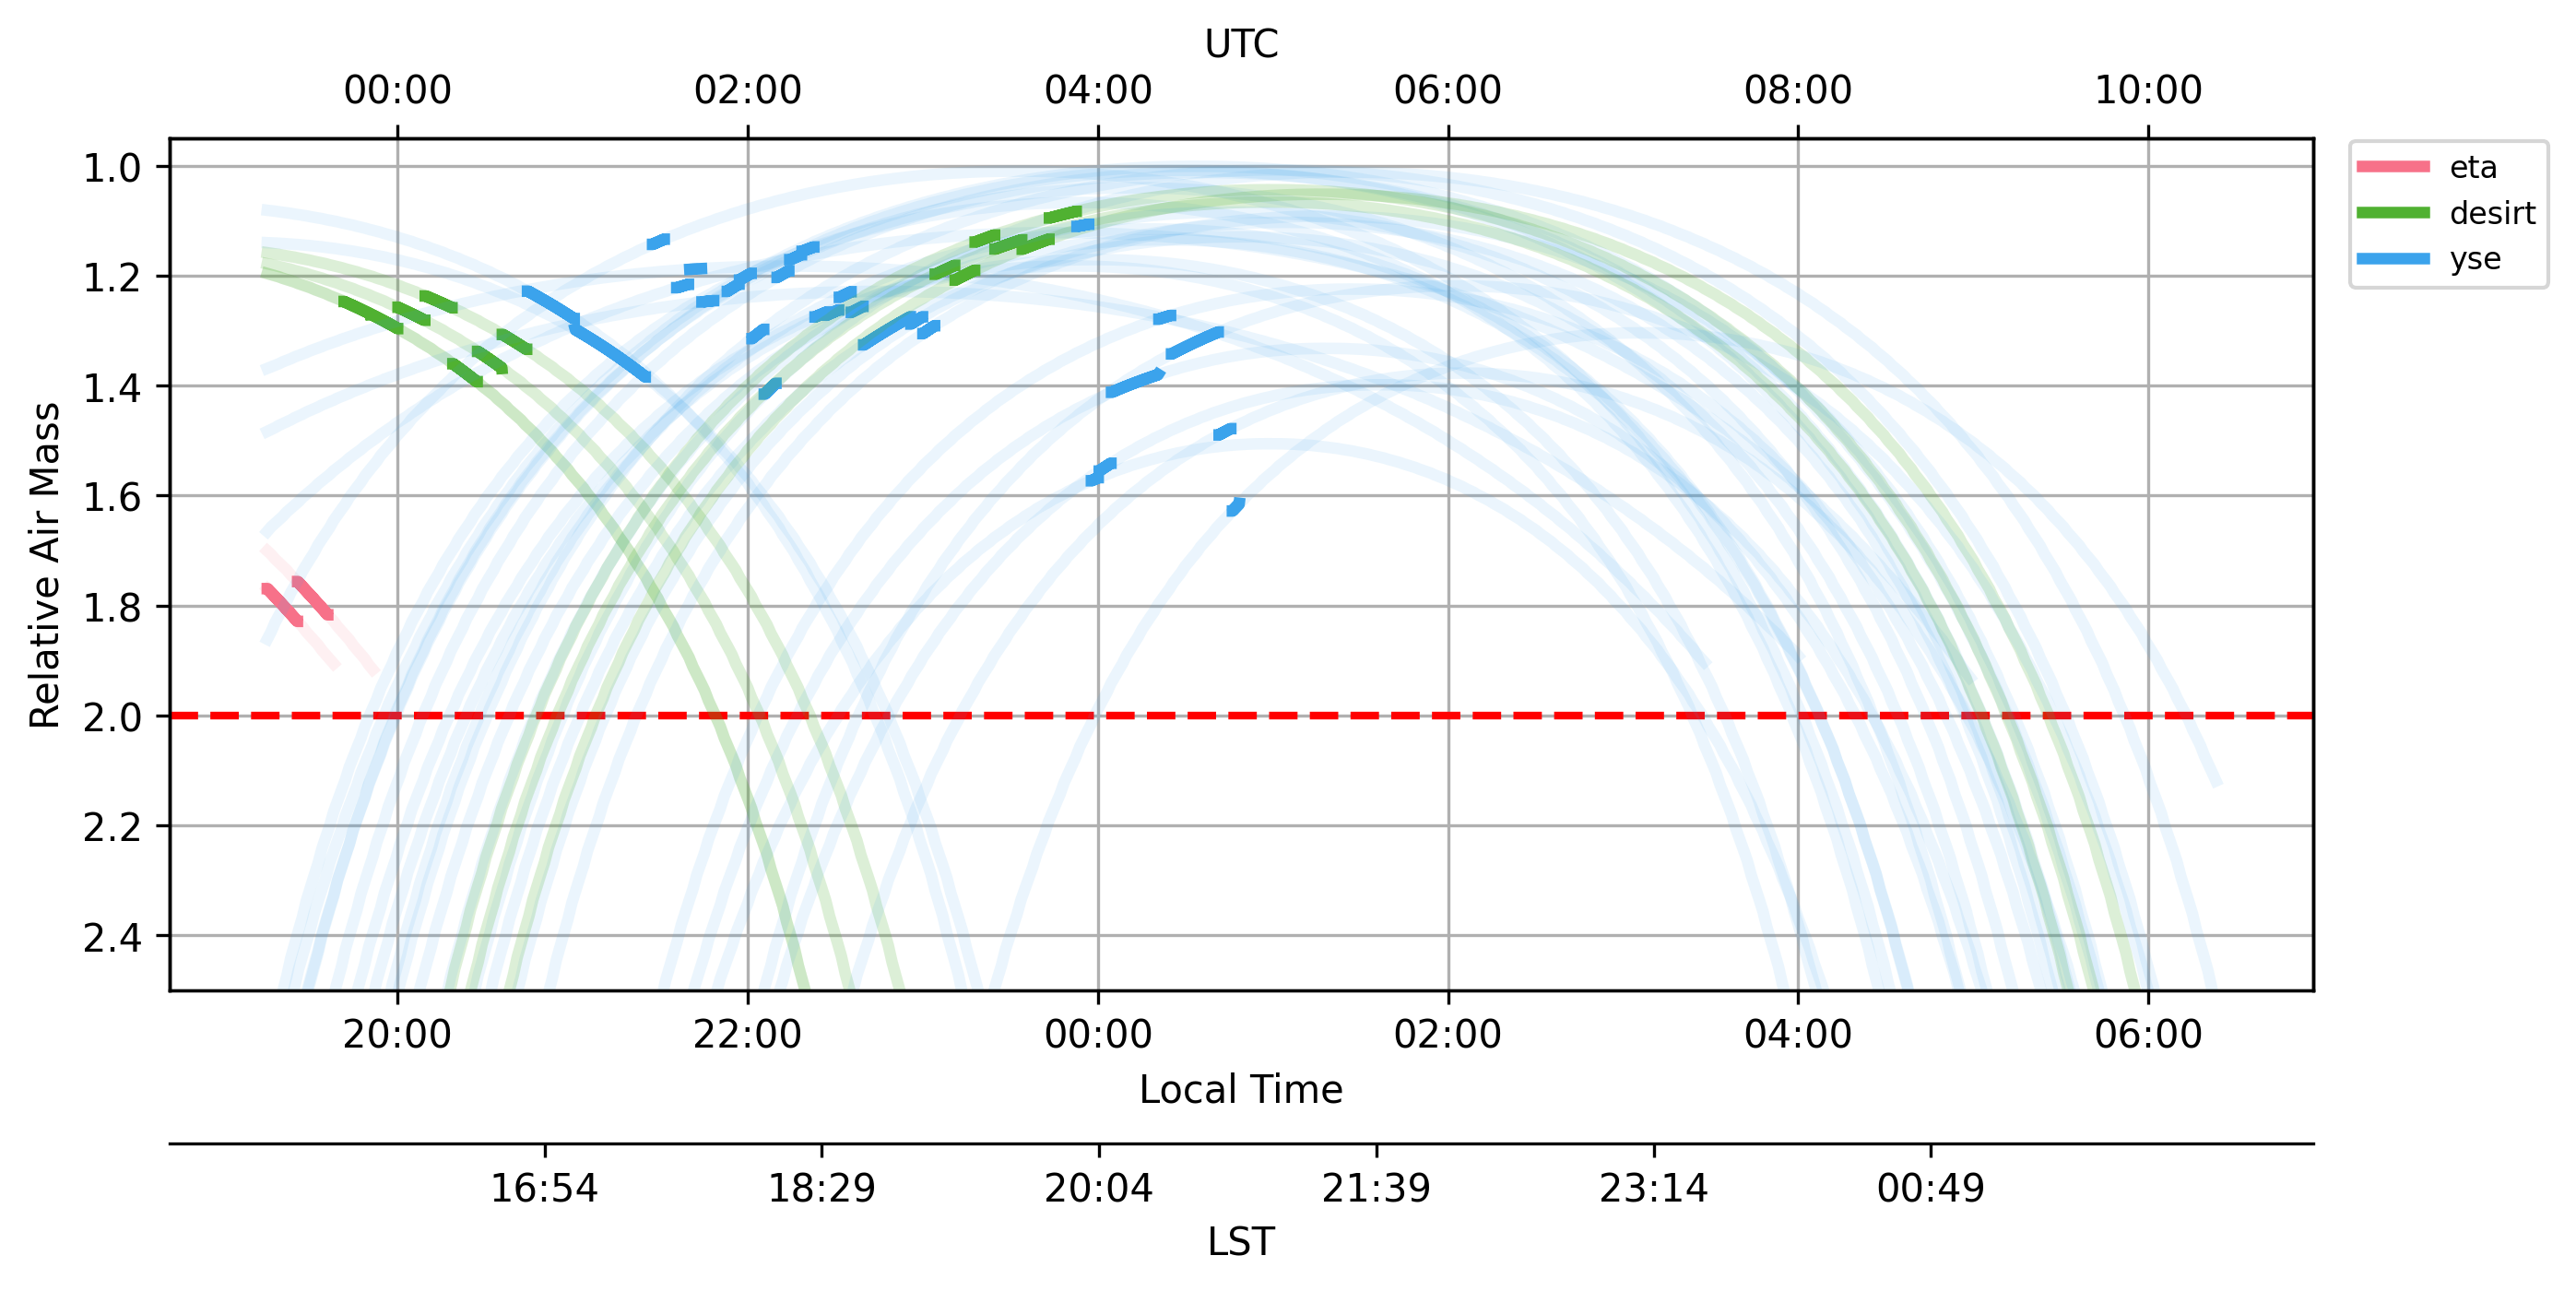 UTC
00:00 02:00 04:00 06:00 08:00 10:00
1.0
1.2
1.4
1.6
1.8
2.0
2.2
2.4
Relative Air Mass
eta
desirt
yse
20:00 22:00 00:00 02:00 04:00 06:00
Local Time
16:54 18:29 20:04 21:39 23:14 00:49
LST